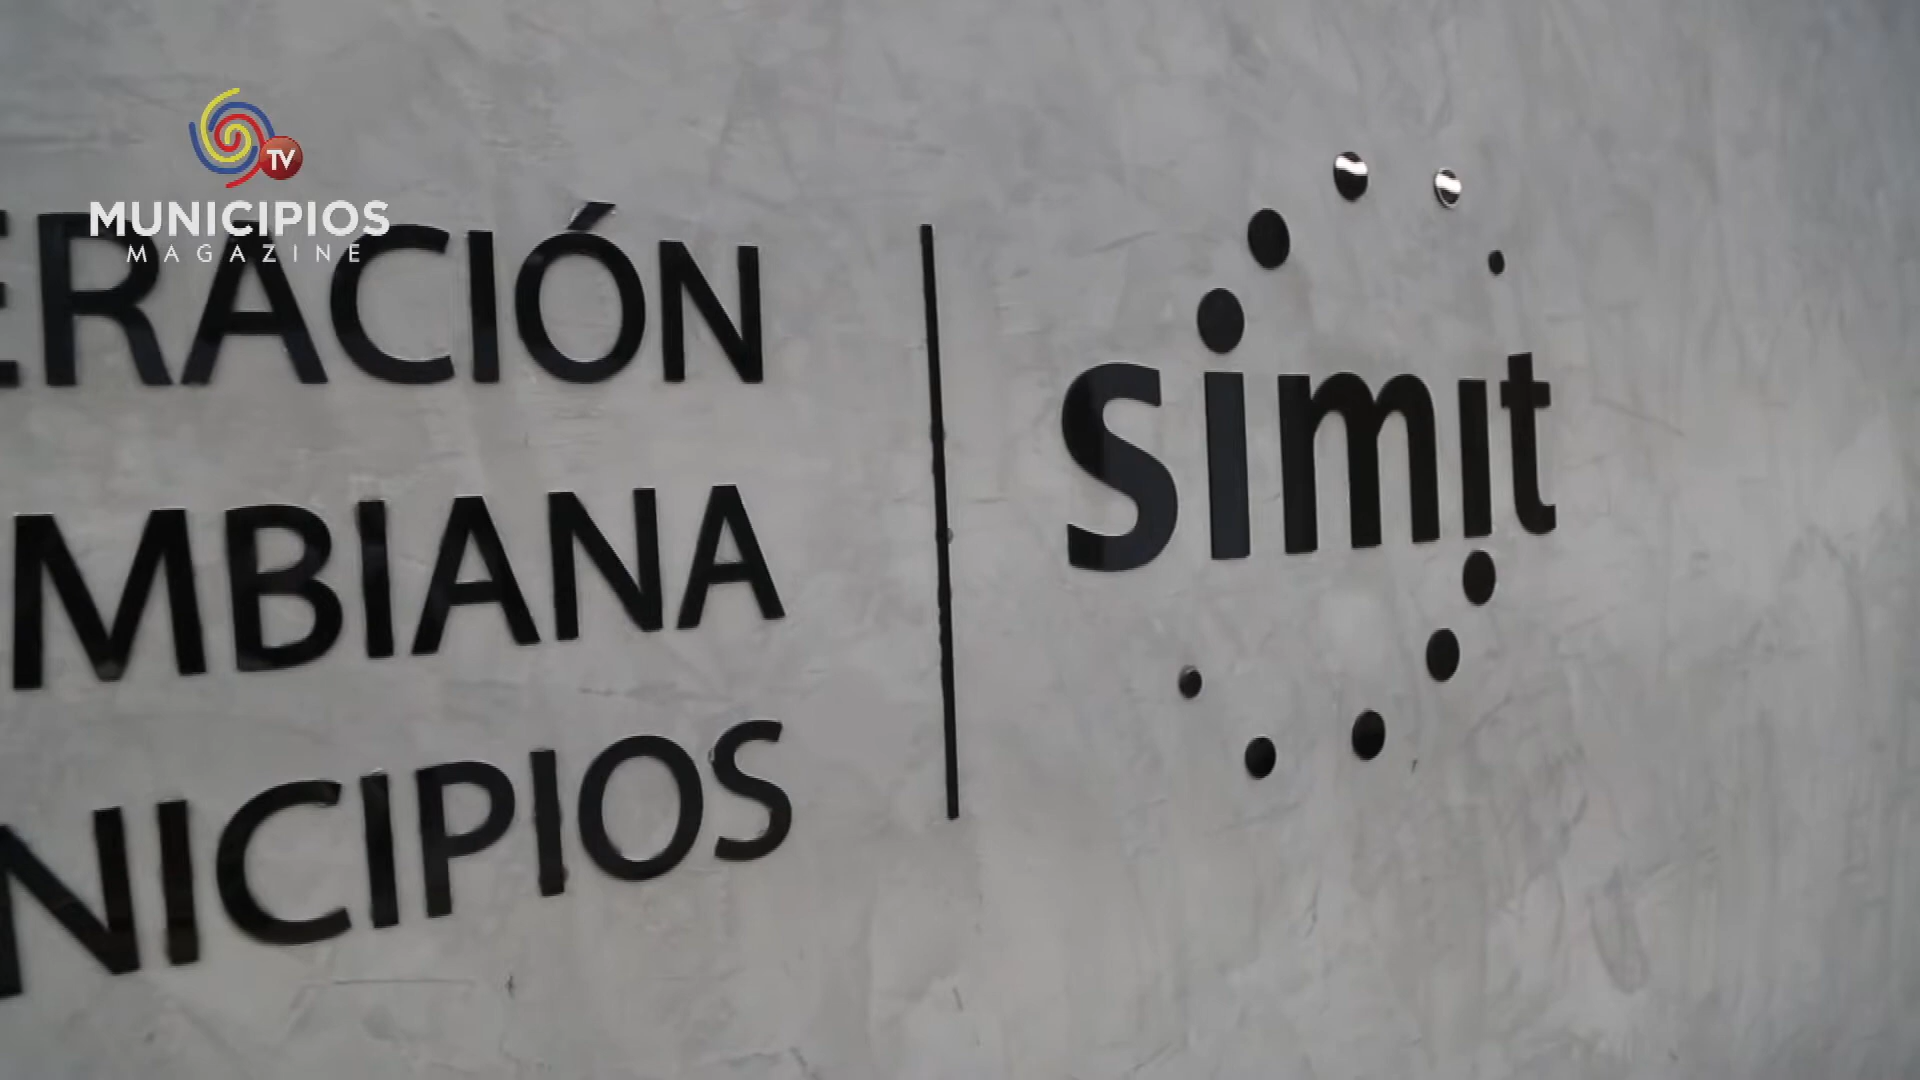 TV
MUNICIPIOS
MAGAZINE
ERACIÓN
MBIANA
NICIPIOS
simit